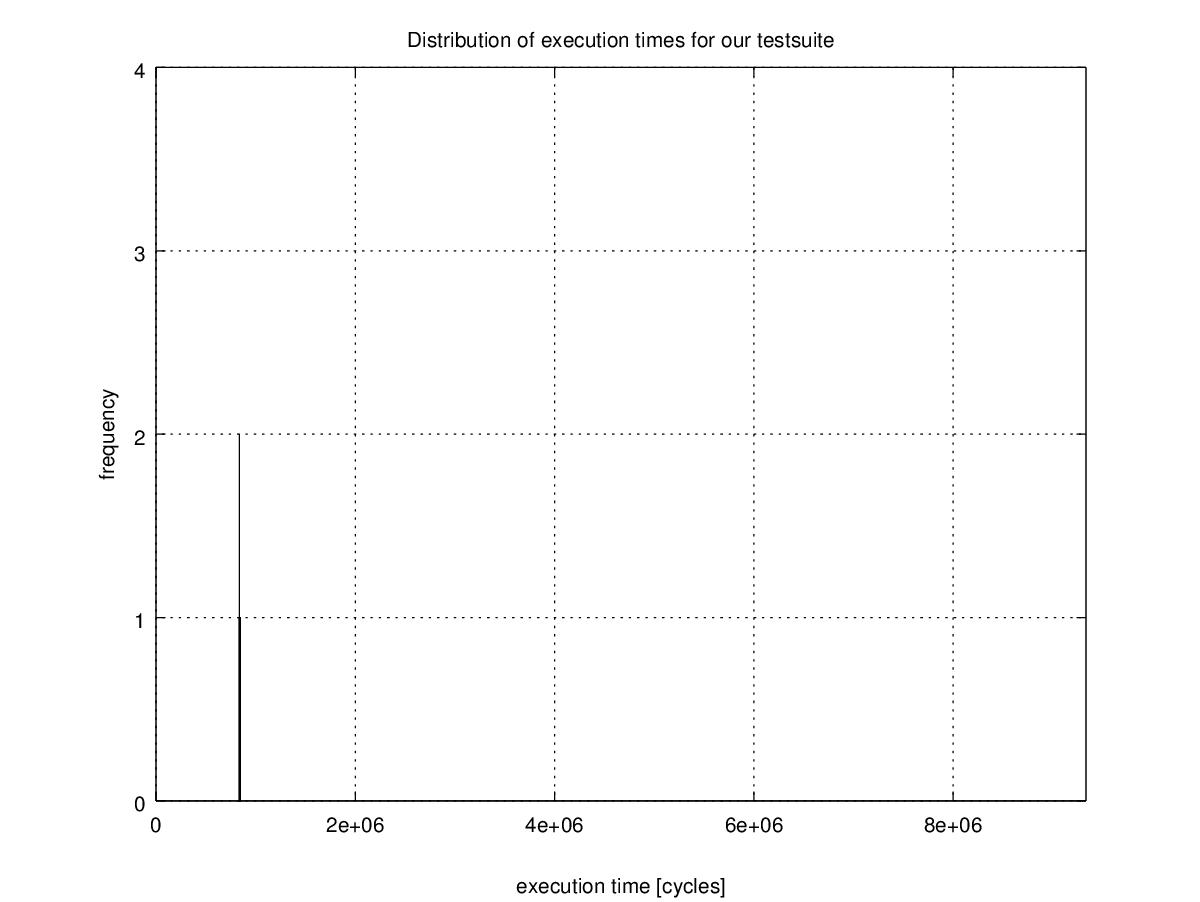 Distribution of execution times for our testsuite
4
3
2
1
0
frequency
0 2e+06 4e+06 6e+06 8e+06
execution time [cycles]